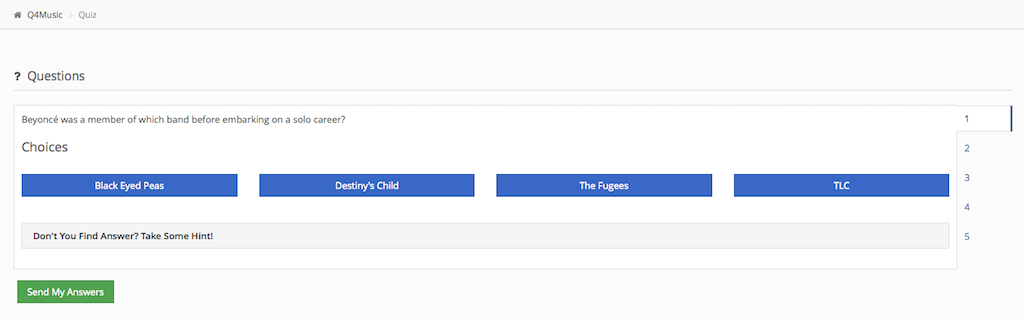 Q4Music > Quiz
? Questions
Beyoncé was a member of which band before embarking on a solo career?
1
Choices
2
3
Black Eyed Peas Destiny's Child The Fugees TLC
4
Don't You Find Answer? Take Some Hint!
5
Send My Answers